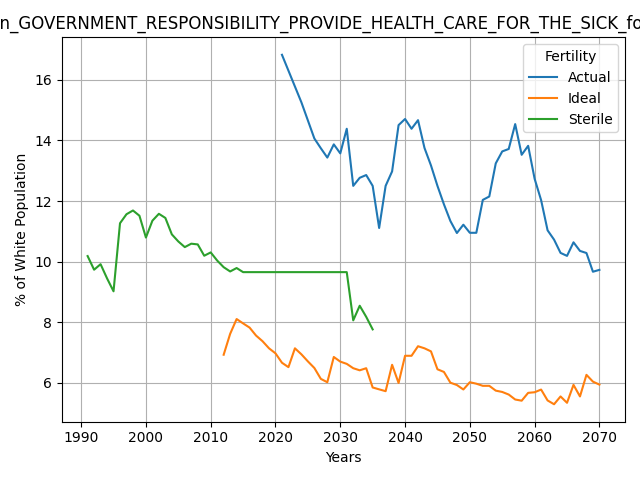 n_GOVERNMENT_RESPONSIBILITY_PROVIDE_HEALTH_CARE_FOR_THE_SICK_fo
Fertility
Actual
Ideal
Sterile
% of White Population
16
14
12
10
8
6
1990 2000 2010 2020 2030 2040 2050 2060 2070
Years